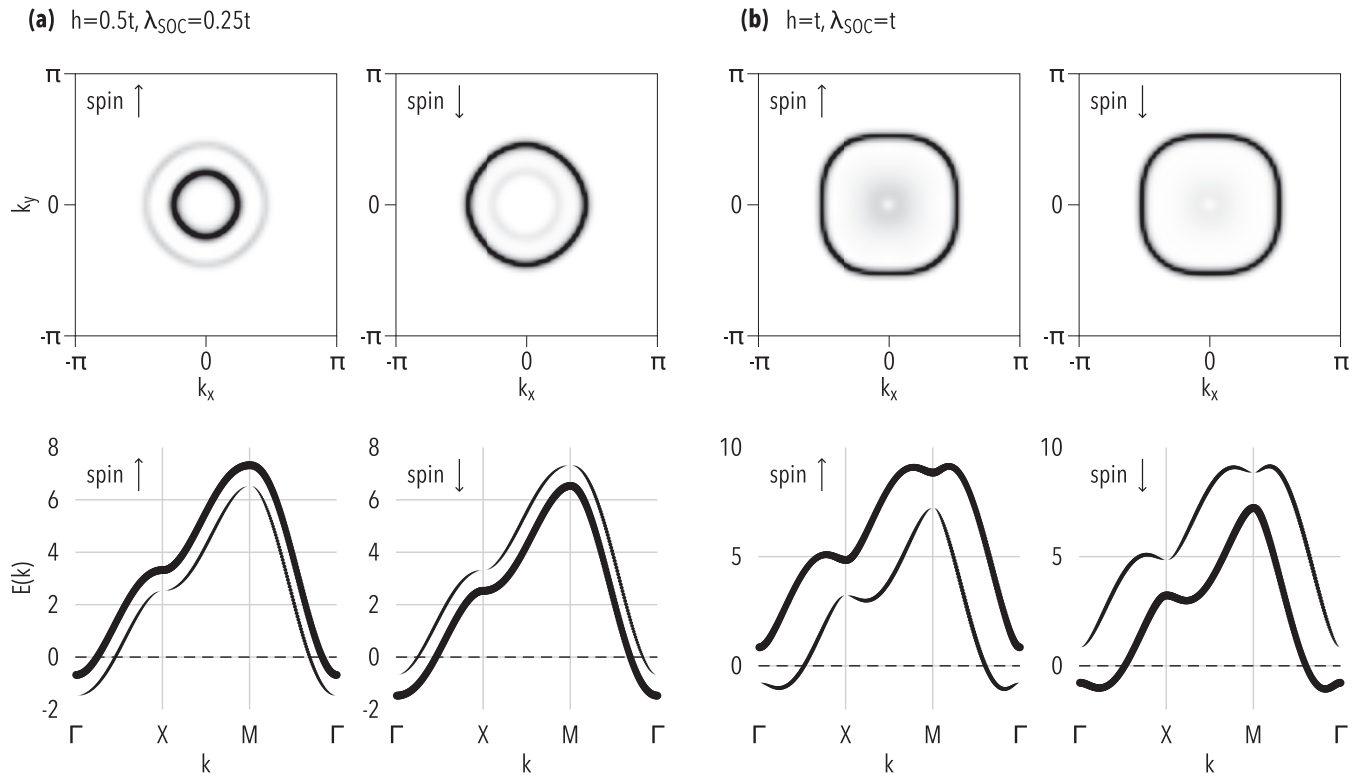 (a) h=0.5t, λSOC=0.25t
(b) h=t, λSOC=t
π
spin ↑
ky 0
-π
-π 0 π
kx
π
spin ↓
0
-π
-π 0 π
kx
π
spin ↑
0
-π
-π 0 π
kx
π
spin ↓
0
-π
-π 0 π
kx
8
spin ↑
6
4
E(k)
2
0
-2
Γ X M Γ
k
8
spin ↓
6
4
2
0
-2
Γ X M Γ
k
10
spin ↑
5
0
Γ X M Γ
k
10
spin ↓
5
0
Γ X M Γ
k